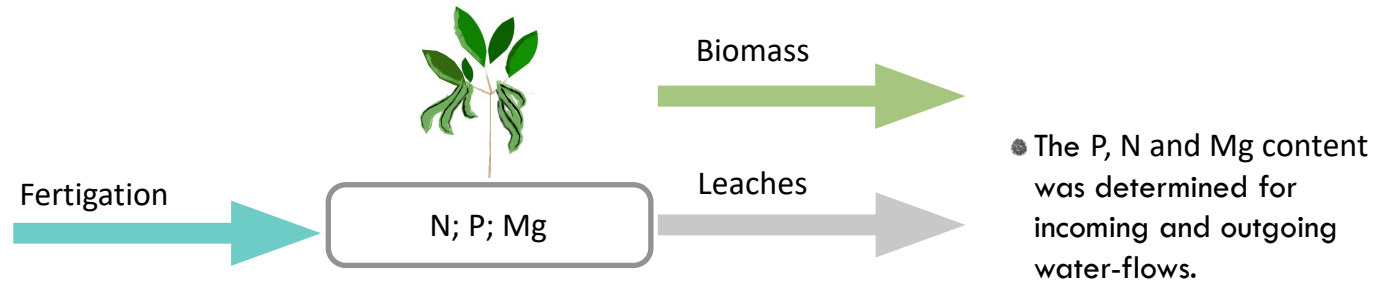 Biomass
Fertigation
N; P; Mg
Leaches
The P, N and Mg content
was determined for
incoming and outgoing
water-flows.